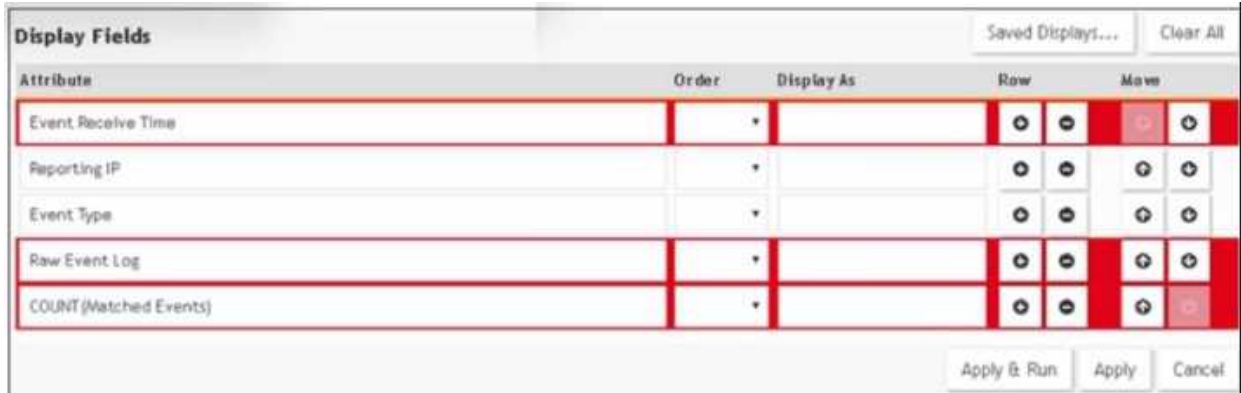 Display Fields
Saved Displays... Clear All
Attribute Order Display As Row Move
Event Receive Time
Reporting IP
Event Type
Raw Event Log
COUNT(Matched Events)
Apply & Run Apply Cancel